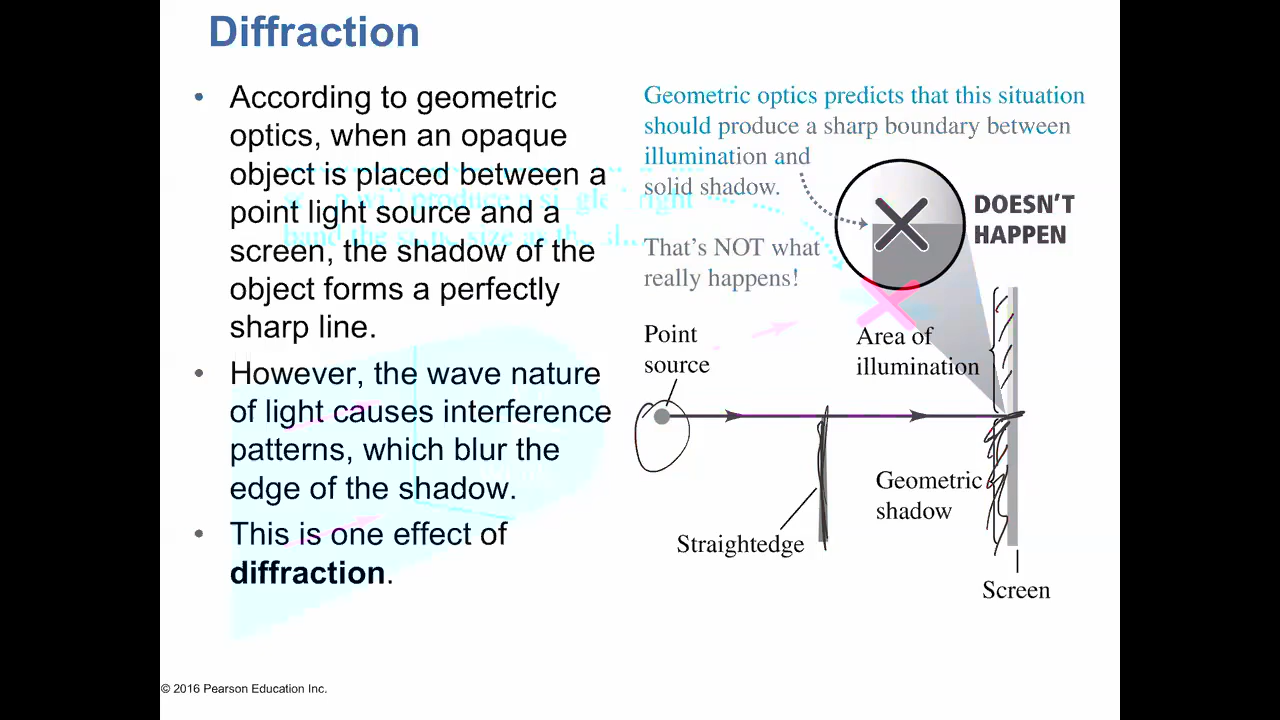 Diffraction
• According to geometric
optics, when an opaque
object is placed between a
point light source and a
screen, the shadow of the
object forms a perfectly
sharp line.
• However, the wave nature
of light causes interference
patterns, which blur the
edge of the shadow.
• This is one effect of
diffraction.
Geometric optics predicts that this situation
should produce a sharp boundary between
illumination and
solid shadow.
DOESN'T
HAPPEN
That's NOT what
really happens!
Point
source
Area of
illumination
Geometric
shadow
Straightedge
Screen
© 2016 Pearson Education Inc.